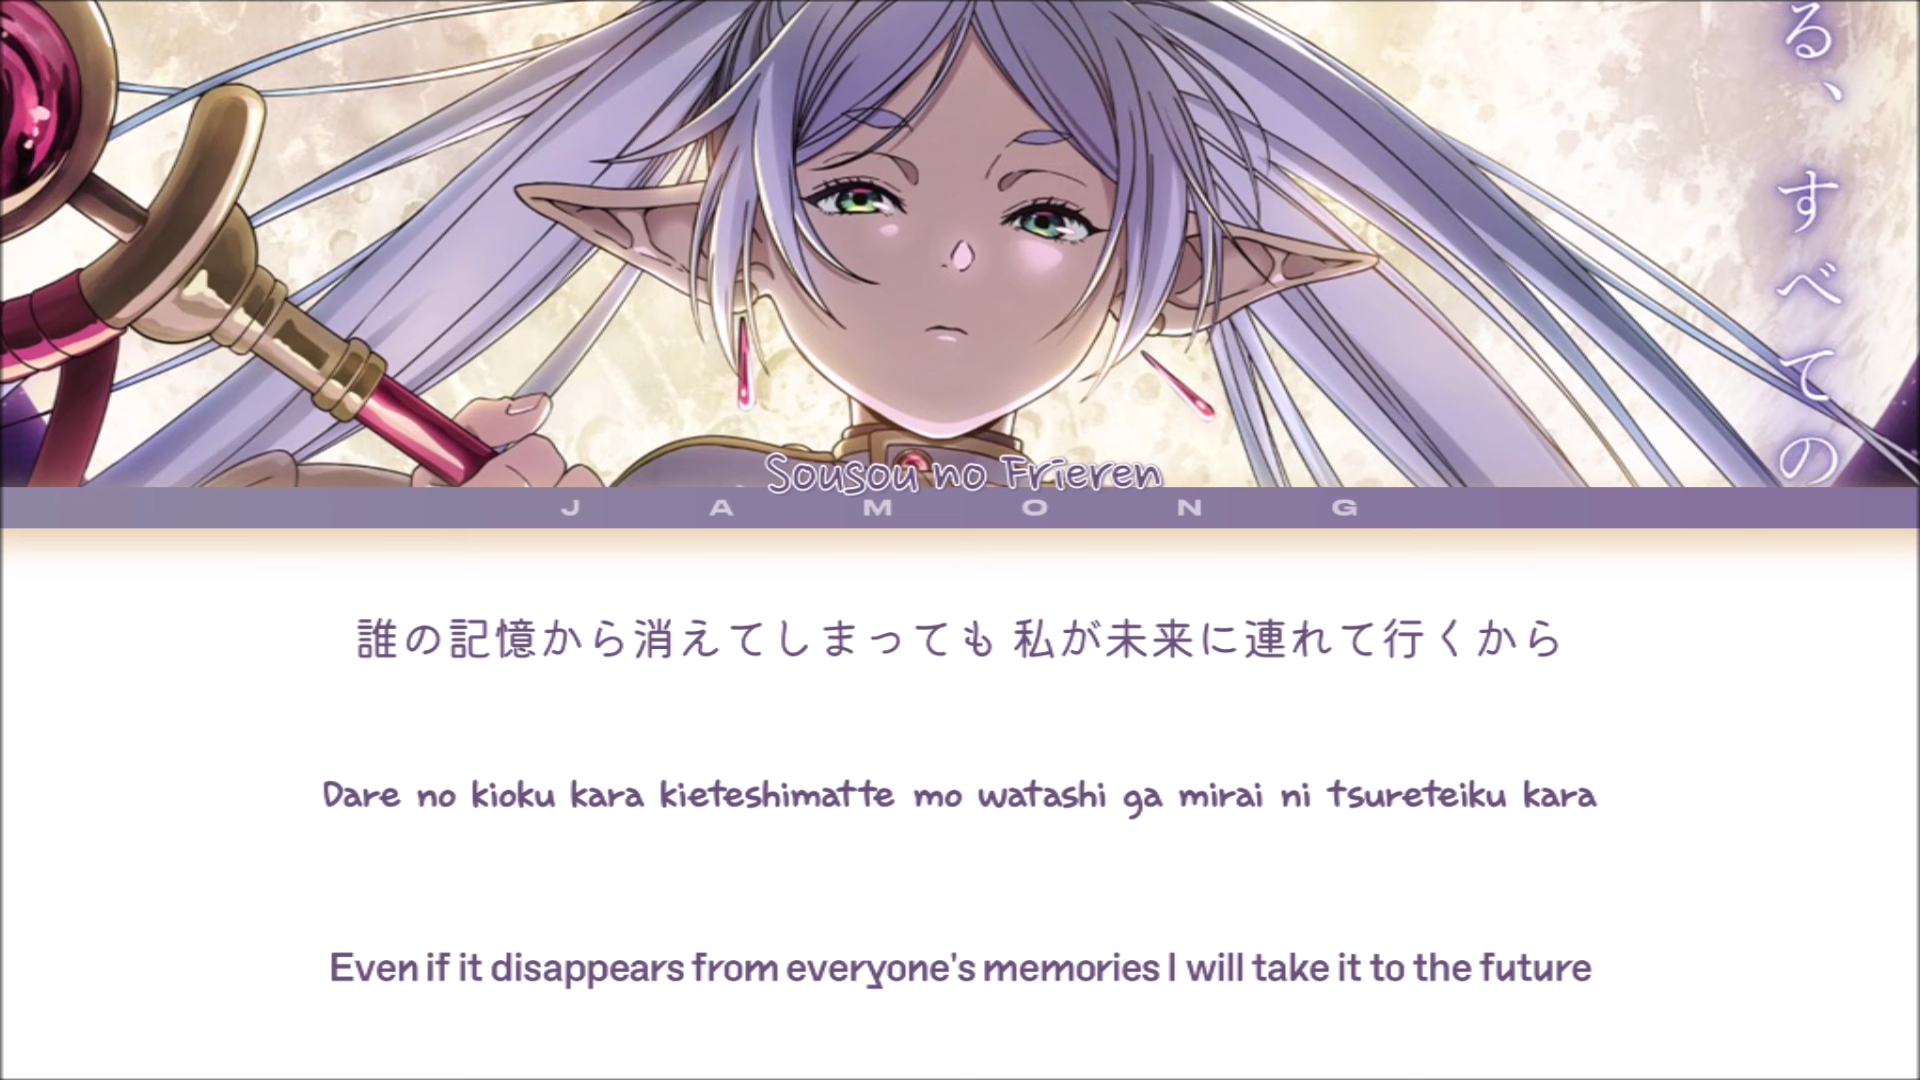 る、すべての
Sousou no Frieren
JAMONG
誰の記憶から消えてしまっても 私が未来に連れて行くから
Dare no kioku kara kieteshimatte mo watashi ga mirai ni tsureteiku kara
Even if it disappears from everyone's memories I will take it to the future